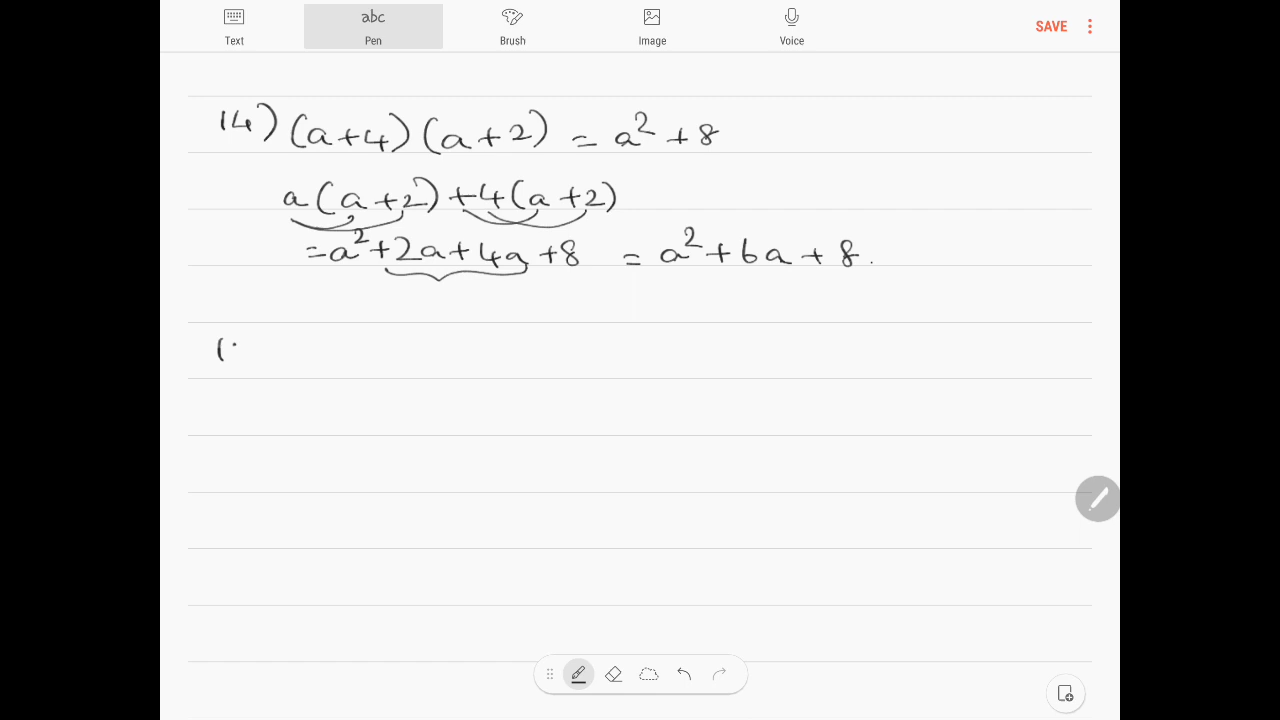 Text
abc
Pen
Brush
Image
Voice
SAVE
14) (a+4)(a+2) = a² +8
a(a+2)+4(a+2)
=a²+2a+4a+8 = a²+6a+8.
(